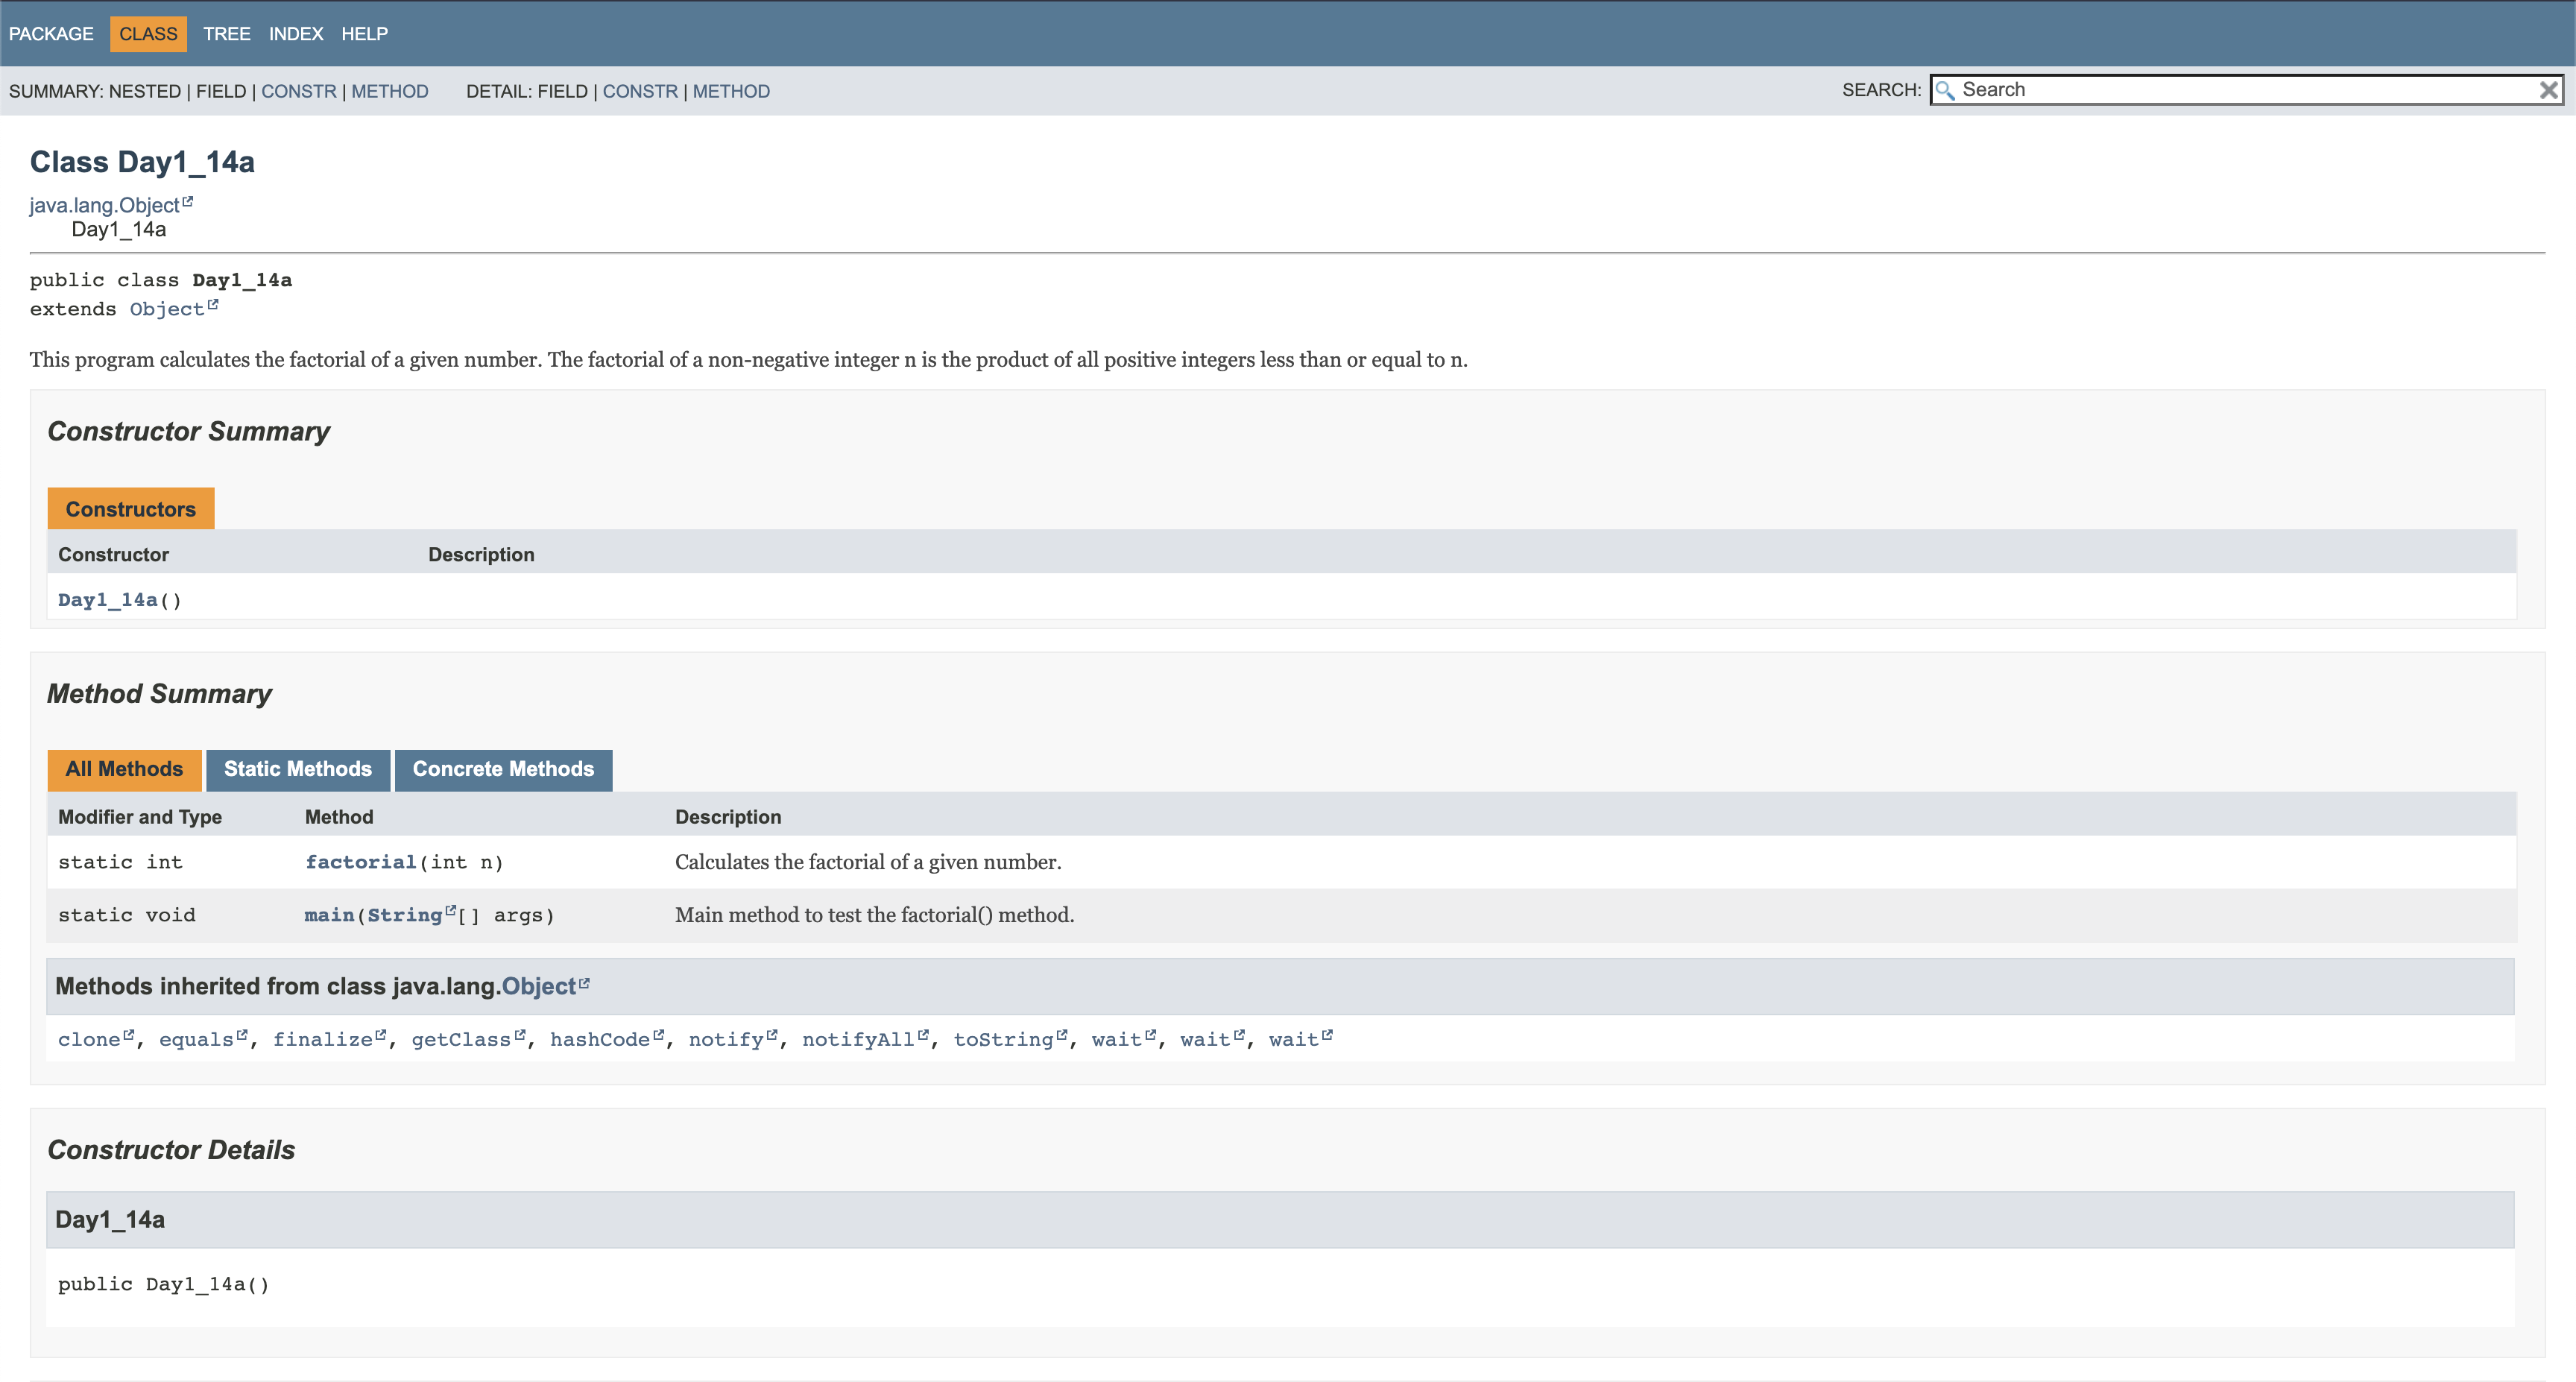 PACKAGE CLASS TREE INDEX HELP
SUMMARY: NESTED | FIELD | CONSTR | METHOD DETAIL: FIELD | CONSTR | METHOD SEARCH: Search
Class Day1_14a
java.lang.Object
Day1_14a
public class Day1_14a
extends Object
This program calculates the factorial of a given number. The factorial of a non-negative integer n is the product of all positive integers less than or equal to n.
Constructor Summary
Constructors
Constructor Description
Day1_14a()
Method Summary
All Methods Static Methods Concrete Methods
Modifier and Type Method Description
static int factorial(int n) Calculates the factorial of a given number.
static void main(String[] args) Main method to test the factorial() method.
Methods inherited from class java.lang.Object
clone, equals, finalize, getClass, hashCode, notify, notifyAll, toString, wait, wait, wait
Constructor Details
Day1_14a
public Day1_14a()